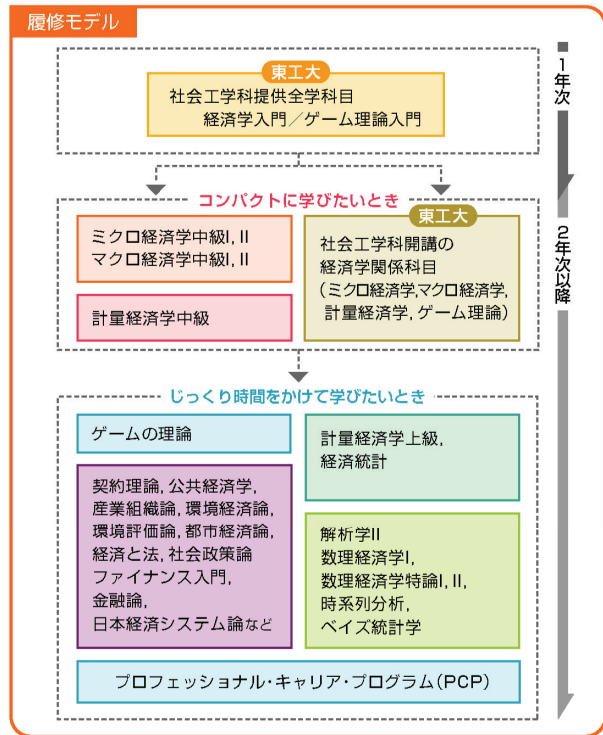 履修モデル
東工大
社会工学科提供全学科目
経済学入門／ゲーム理論入門
1年次
コンパクトに学びたいとき
ミクロ経済学中級I, II
マクロ経済学中級I, II
計量経済学中級
東工大
社会工学科開講の
経済学関係科目
(ミクロ経済学,マクロ経済学,
計量経済学, ゲーム理論)
2年次以降
じっくり時間をかけて学びたいとき
ゲームの理論
契約理論, 公共経済学,
産業組織論, 環境経済論,
環境評価論, 都市経済論,
経済と法, 社会政策論
ファイナンス入門,
金融論,
日本経済システム論など
計量経済学上級,
経済統計
解析学II
数理経済学I,
数理経済学特論I, II,
時系列分析,
ベイズ統計学
プロフェッショナル・キャリア・プログラム(PCP)